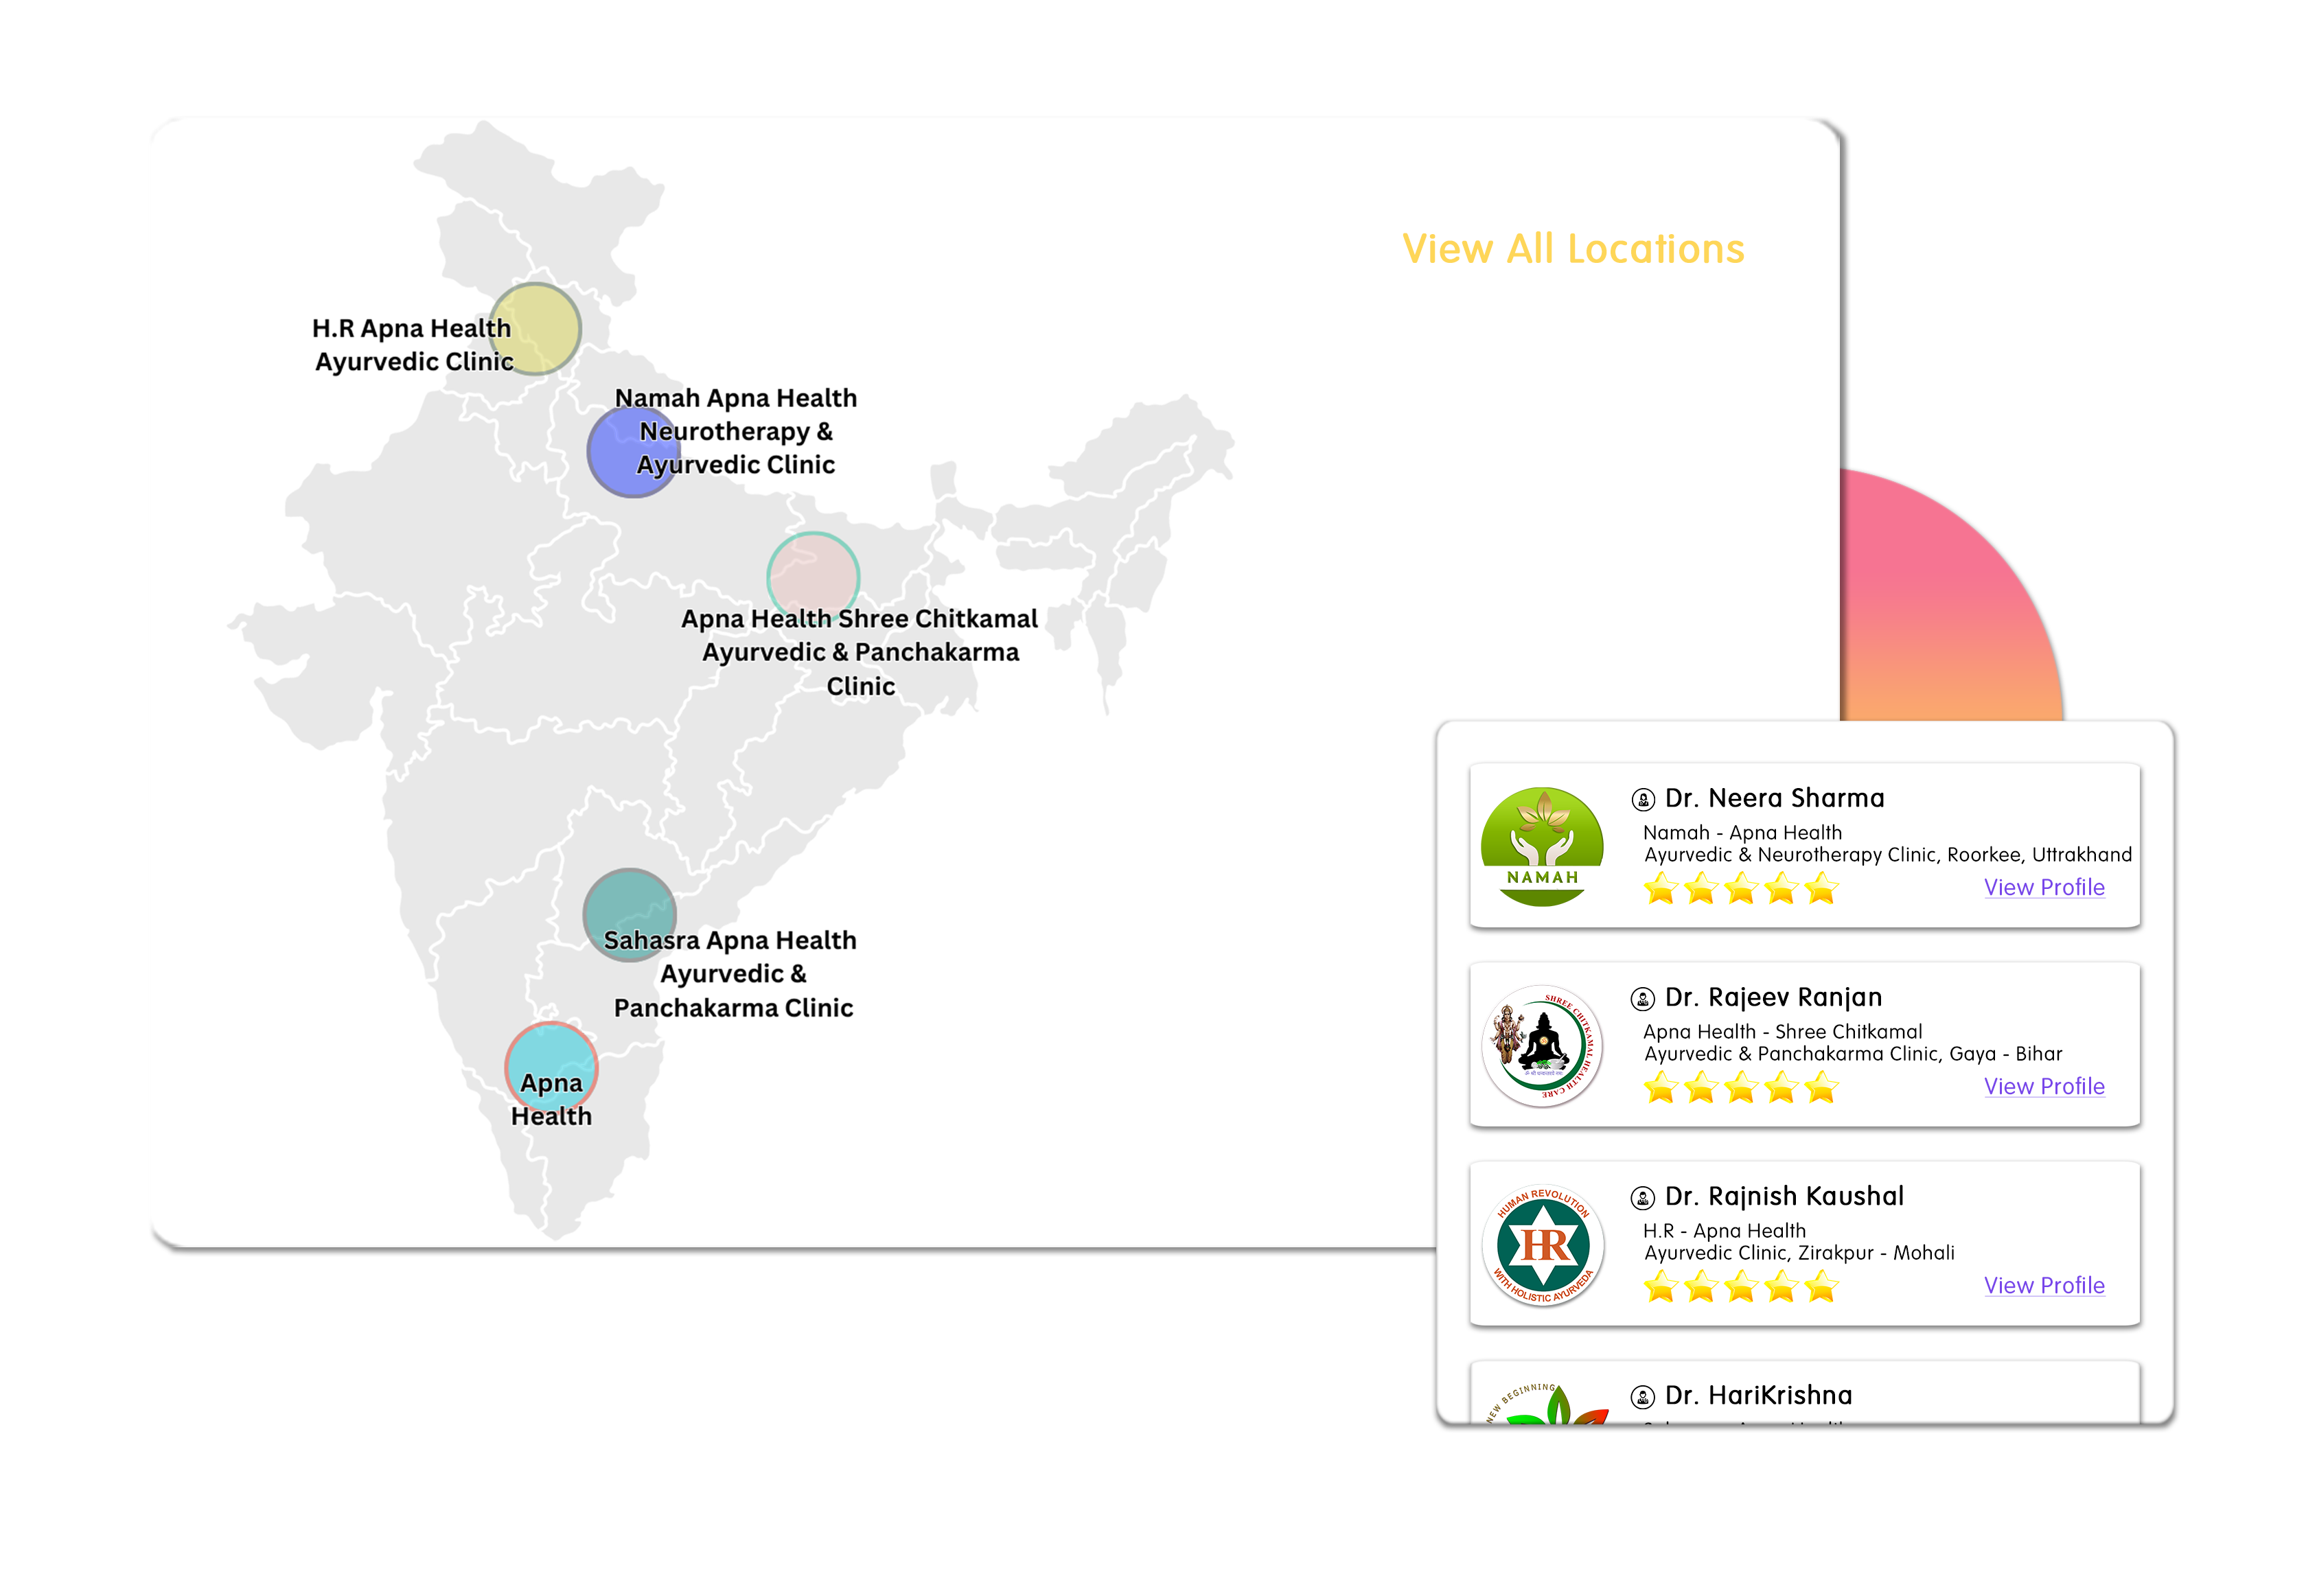 View All Locations
H.R Apna Health
Ayurvedic Clinic
Namah Apna Health
Neurotherapy &
Ayurvedic Clinic
Apna Health Shree Chitkamal
Ayurvedic & Panchakarma
Clinic
Sahasra Apna Health
Ayurvedic &
Panchakarma Clinic
Apna
Health
NAMAH
Dr. Neera Sharma
Namah - Apna Health
Ayurvedic & Neurotherapy Clinic, Roorkee, Uttrakhand
View Profile
SHREE CHITKAMAL HEALTH CARE
Dr. Rajeev Ranjan
Apna Health - Shree Chitkamal
Ayurvedic & Panchakarma Clinic, Gaya - Bihar
View Profile
HUMAN REVOLUTION
HR
WITH HOLISTIC AYURVEDA
Dr. Rajnish Kaushal
H.R - Apna Health
Ayurvedic Clinic, Zirakpur - Mohali
View Profile
NEW BEGINNING
Dr. HariKrishna